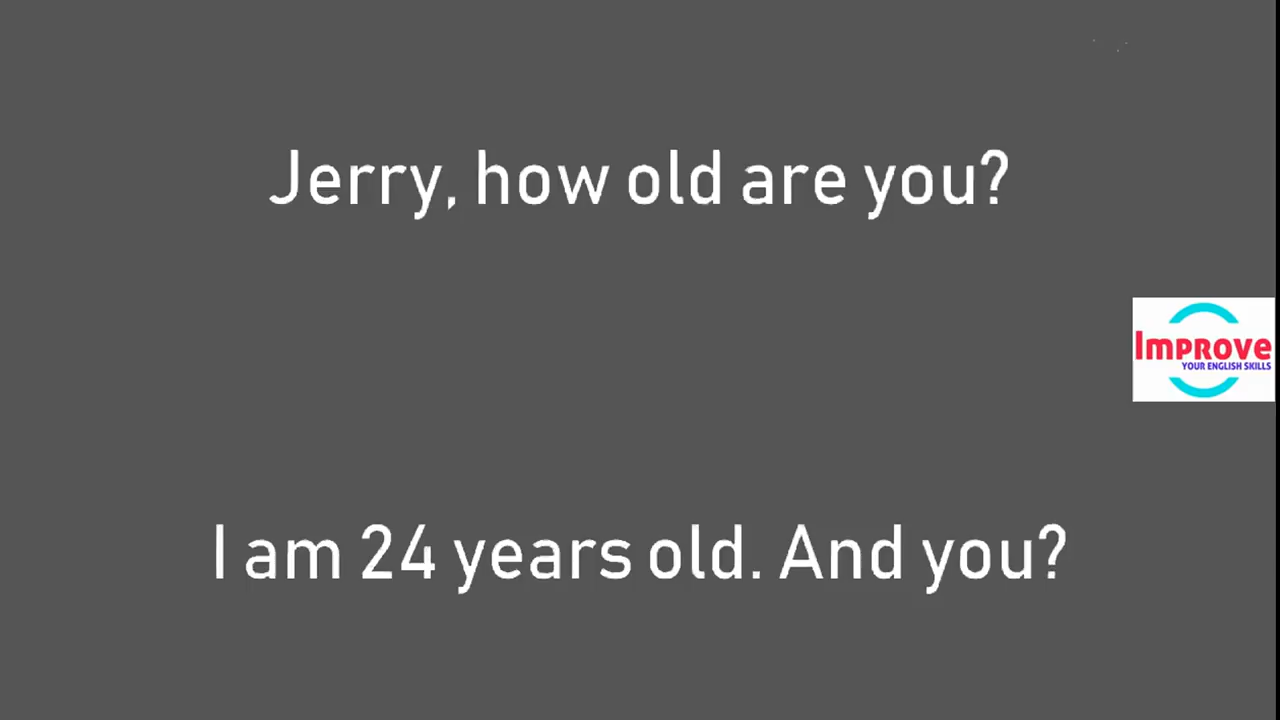 Jerry, how old are you?
Improve
YOUR ENGLISH SKILLS
I am 24 years old. And you?